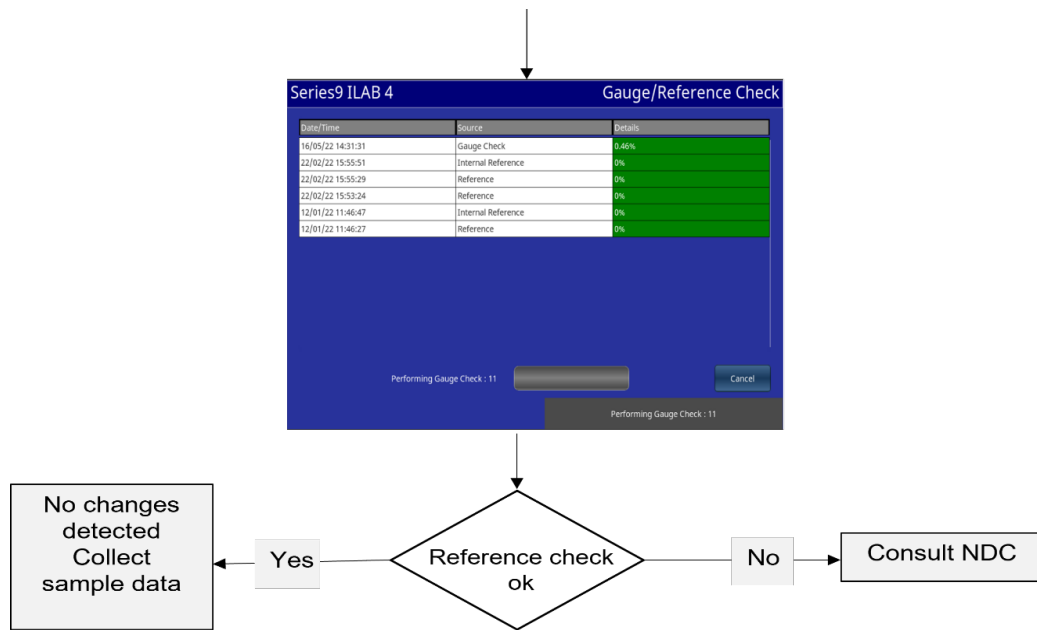 Series9 ILAB 4 Gauge/Reference Check
Date/Time Source Details
16/05/22 14:31:31 Gauge Check 0.46%
22/02/22 15:55:51 Internal Reference 0%
22/02/22 15:55:29 Reference 0%
22/02/22 15:53:24 Reference 0%
12/01/22 11:46:47 Internal Reference 0%
12/01/22 11:46:27 Reference 0%
Performing Gauge Check : 11 Cancel
Performing Gauge Check : 11
No changes
detected
Collect
sample data
Yes
Reference check
ok
No
Consult NDC